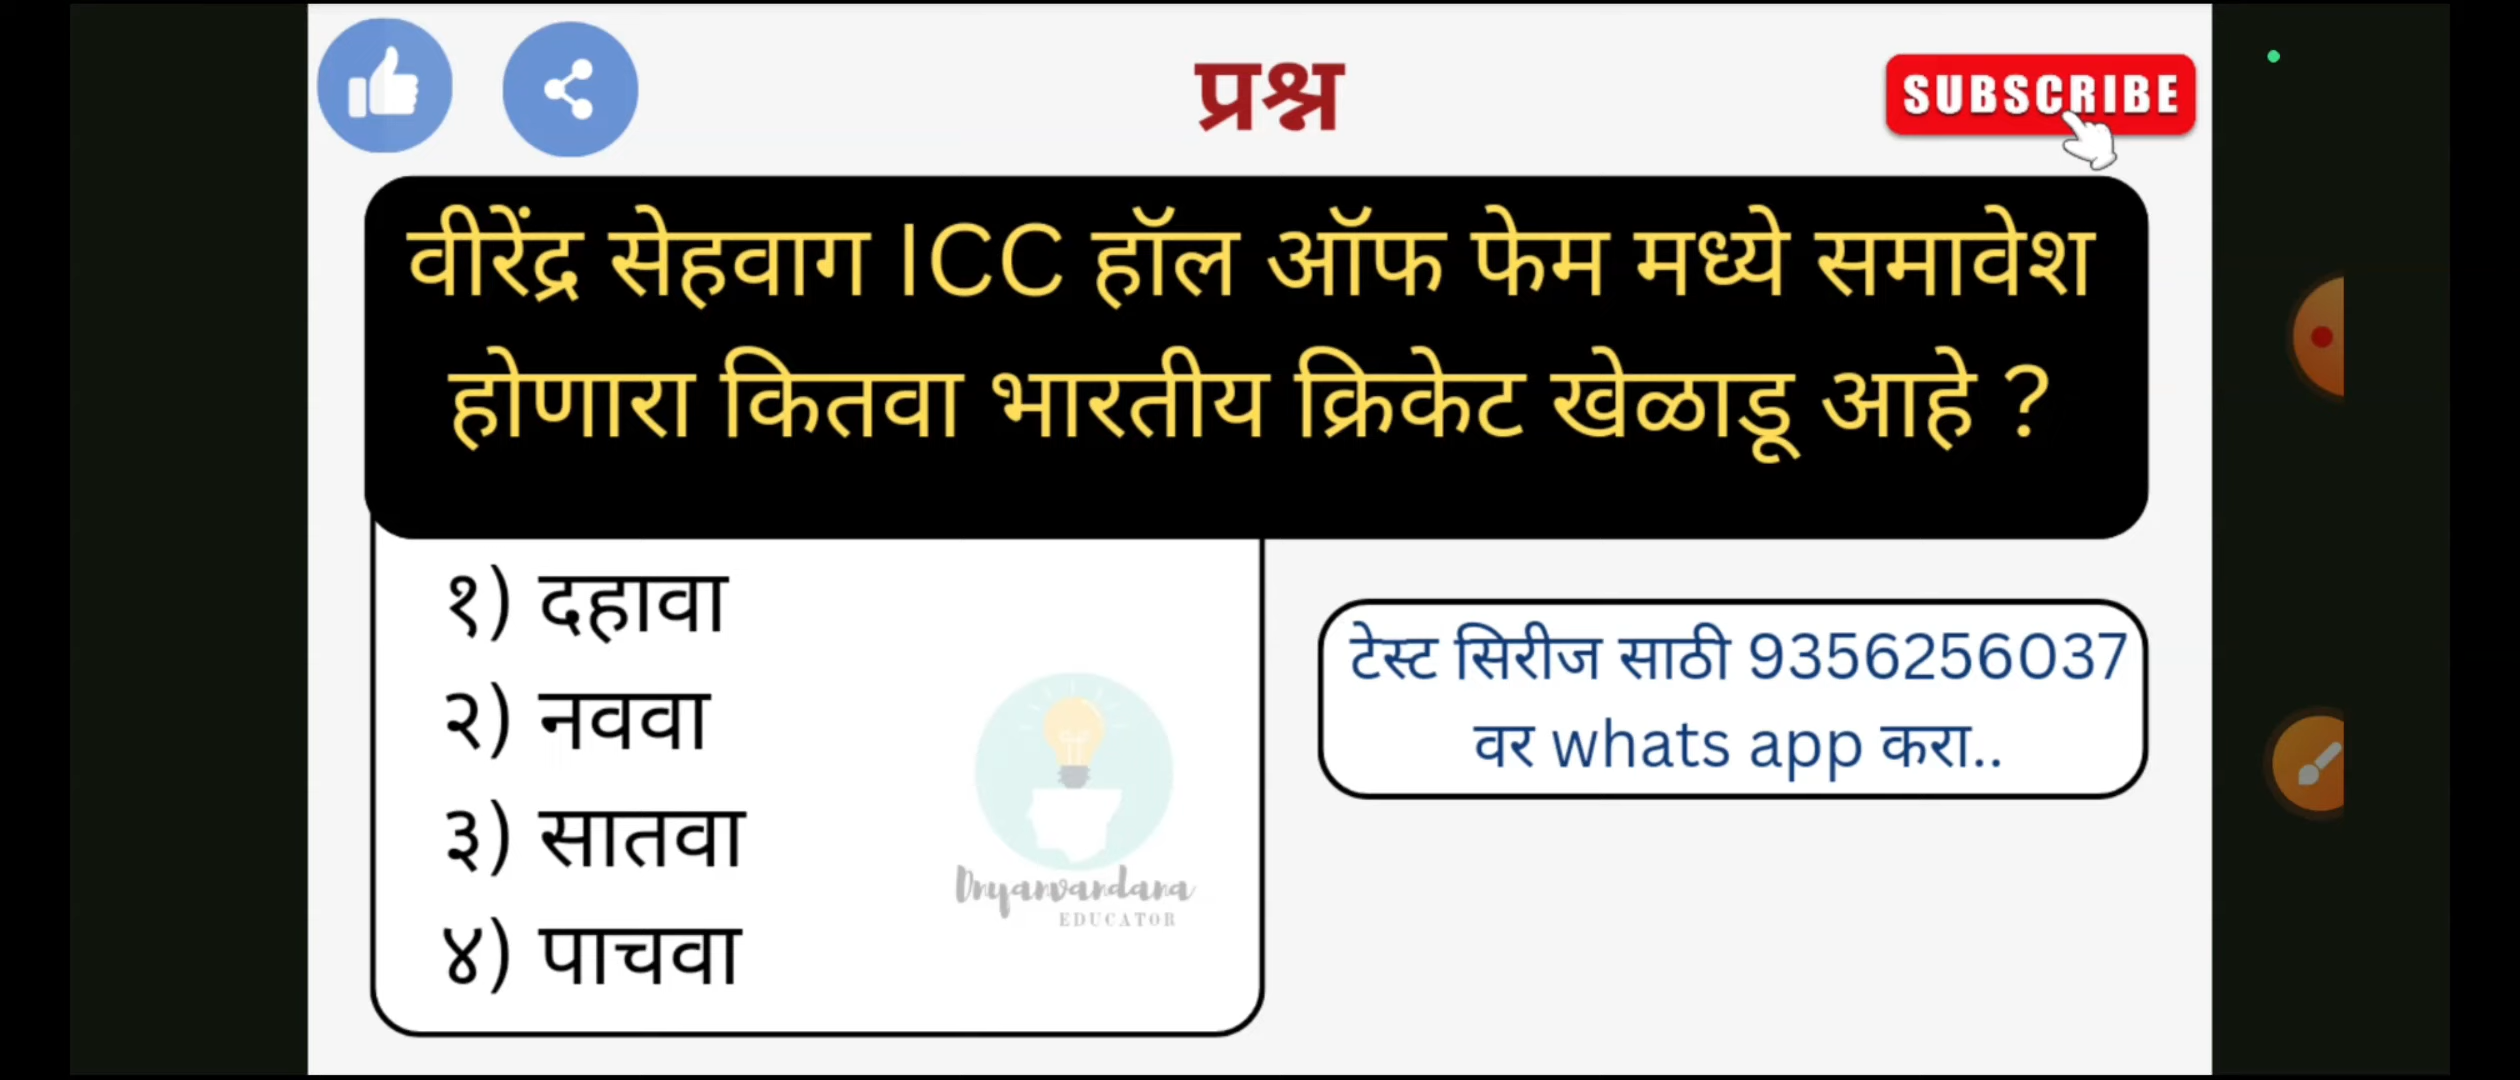 प्रश्न
SUBSCRIBE
वीरेंद्र सेहवाग ICC हॉल ऑफ फेम मध्ये समावेश
होणारा कितवा भारतीय क्रिकेट खेळाडू आहे ?
१) दहावा
२) नववा
३) सातवा
४) पाचवा
टेस्ट सिरीज साठी 9356256037
वर whats app करा..
Dnyanvandana
EDUCATOR